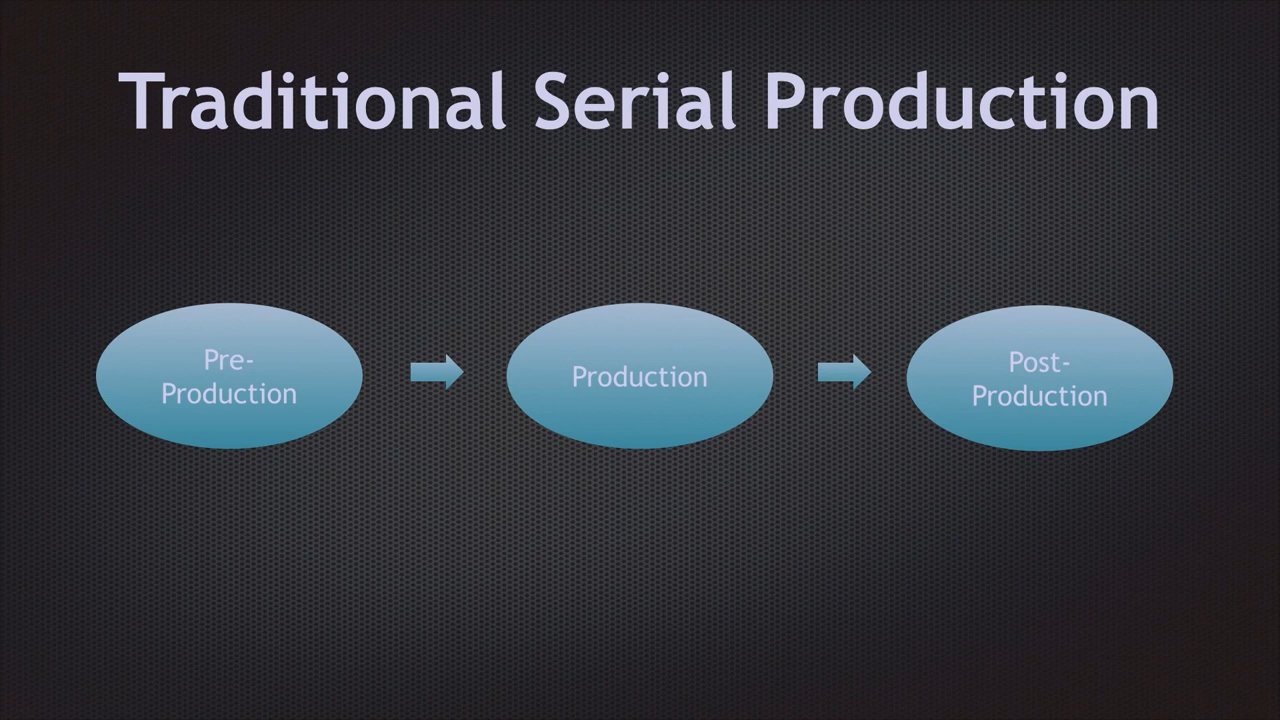 Traditional Serial Production
Pre-
Production
Production
Post-
Production